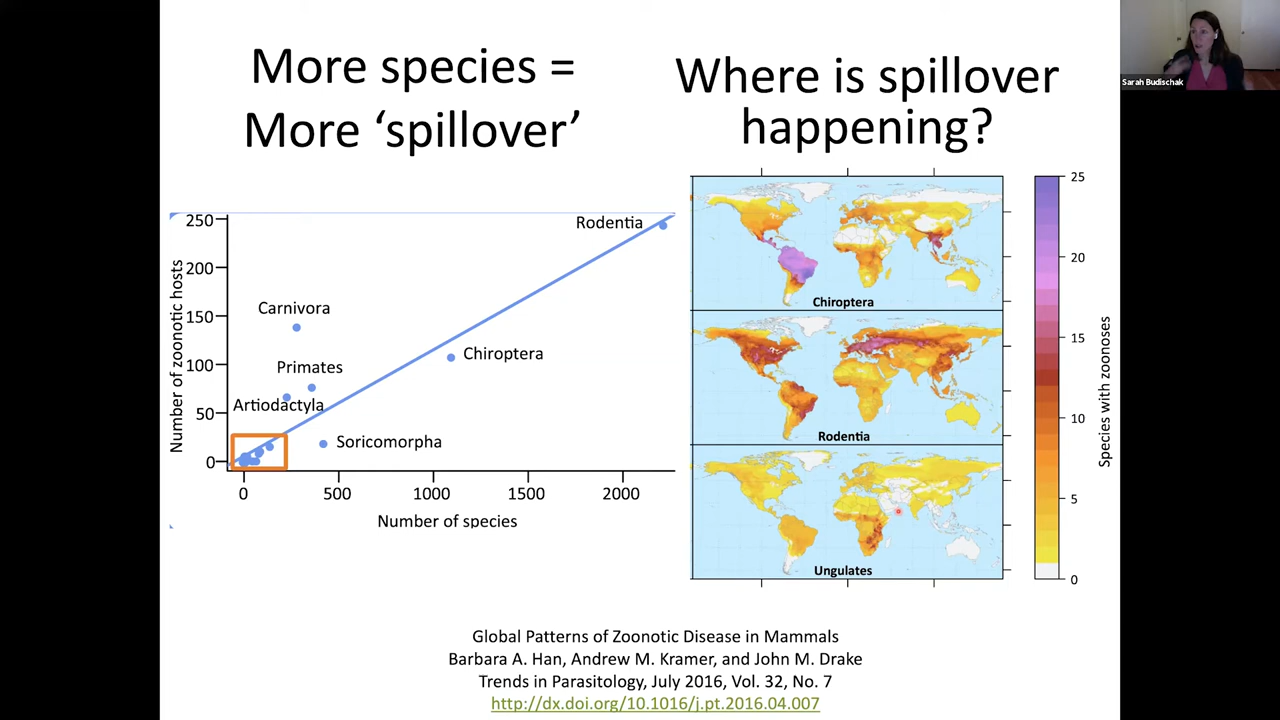 More species =
More ‘spillover’
Where is spillover
happening?
Sarah Budischak
Number of zoonotic hosts
250
200
150
100
50
0
Rodentia
Carnivora
Chiroptera
Primates
Artiodactyla
Soricomorpha
0
500
1000
1500
2000
Number of species
Chiroptera
Rodentia
Ungulates
25
20
15
10
5
0
Species with zoonoses
Global Patterns of Zoonotic Disease in Mammals
Barbara A. Han, Andrew M. Kramer, and John M. Drake
Trends in Parasitology, July 2016, Vol. 32, No. 7
http://dx.doi.org/10.1016/j.pt.2016.04.007